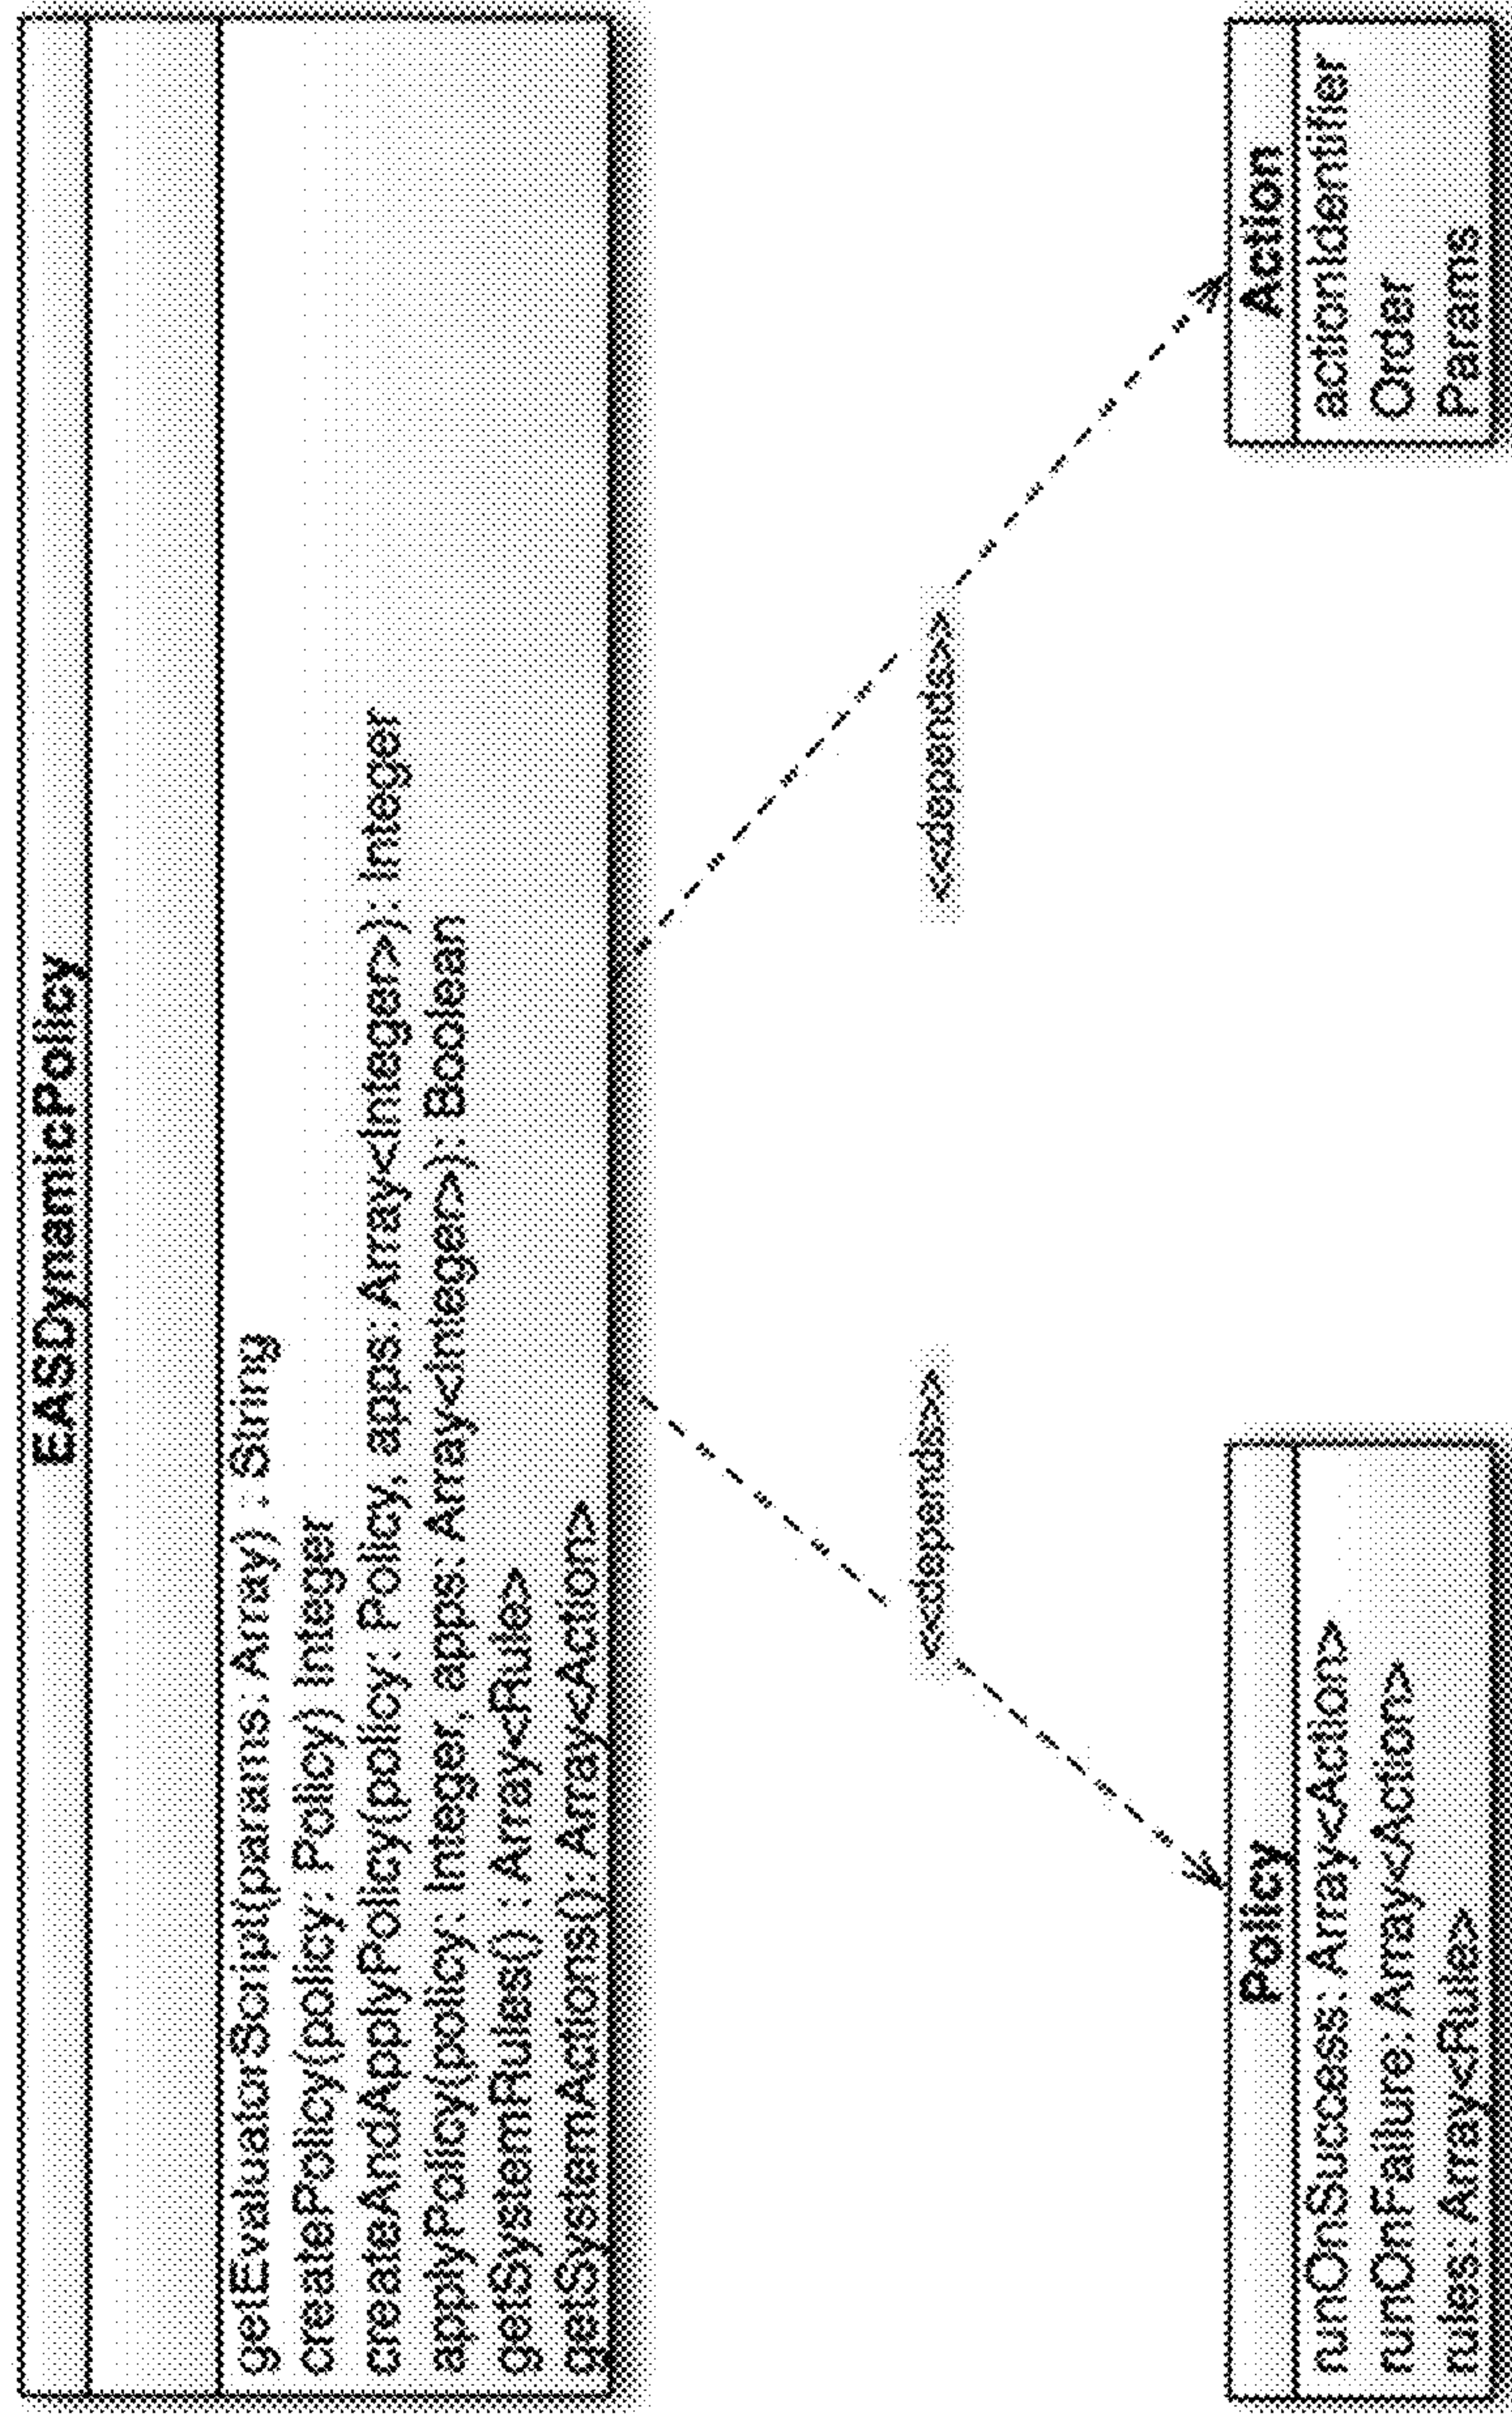 EASDynamicPolicy
getEvaluatorScript(params: Array) : String
createPolicy(policy: Policy) Integer
createAndApplyPolicy(policy: Policy, apps: Array<Integer>): Integer
applyPolicy(policy: Integer, apps: Array<Integer>): Boolean
getSystemRules() : Array<Rule>
getSystemActions(): Array<Action>
<<depends>>
<<depends>>
Policy
runOnSuccess: Array<Action>
runOnFailure: Array<Action>
rules: Array<Rule>
Action
actionIdentifier
Order
Params